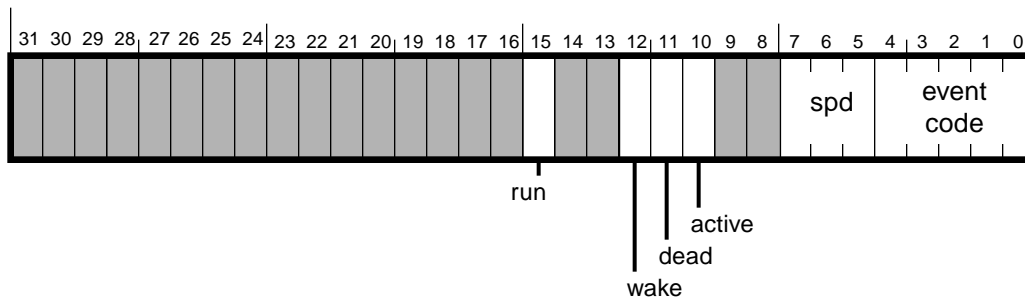 31 30 29 28 27 26 25 24 23 22 21 20 19 18 17 16 15 14 13 12 11 10 9 8 7 6 5 4 3 2 1 0
spd
event
code
run
active
dead
wake